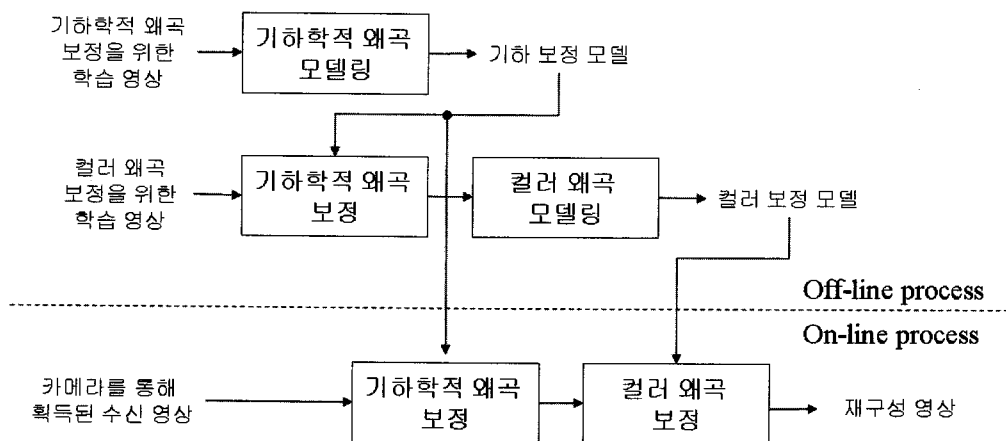 기하학적 왜곡
보정을 위한
학습 영상
기하학적 왜곡
모델링
기하 보정 모델
컬러 왜곡
보정을 위한
학습 영상
기하학적 왜곡
보정
컬러 왜곡
모델링
컬러 보정 모델
Off-line process
On-line process
카메라를 통해
획득된 수신 영상
기하학적 왜곡
보정
컬러 왜곡
보정
재구성 영상